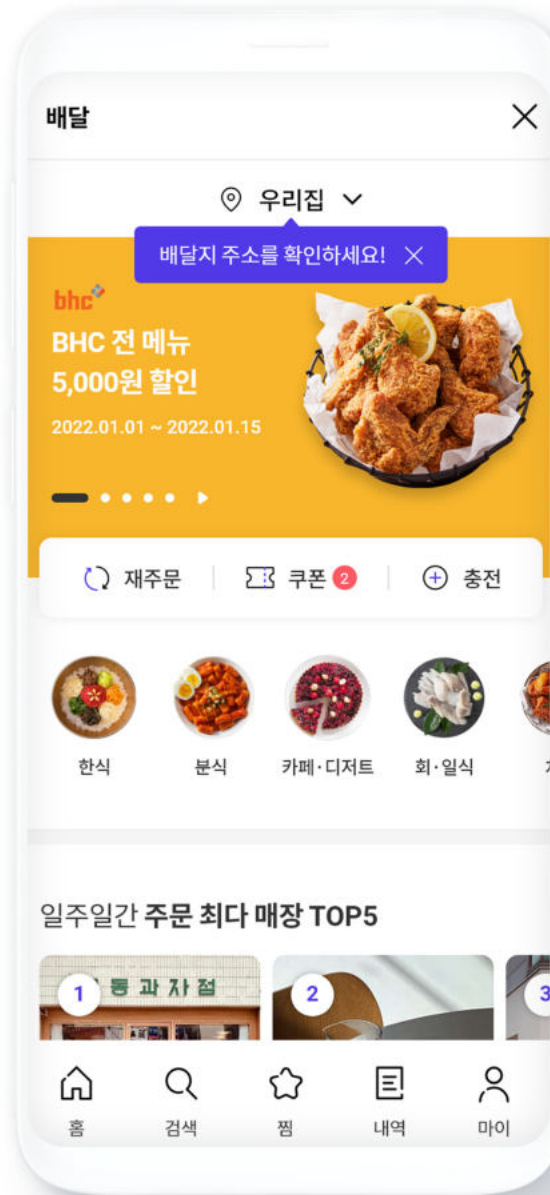 배달
우리집
배달지 주소를 확인하세요!
bhc
BHC 전 메뉴
5,000원 할인
2022.01.01 ~ 2022.01.15
재주문 쿠폰 2 충전
한식 분식 카페·디저트 회·일식
일주일간 주문 최다 매장 TOP5
1 2 3
동과자점
홈 검색 찜 내역 마이